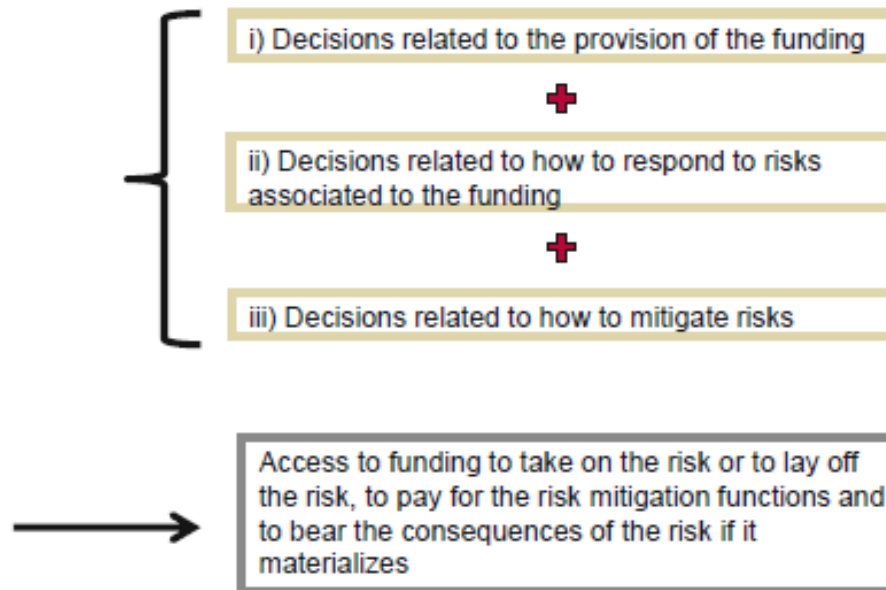 i) Decisions related to the provision of the funding
ii) Decisions related to how to respond to risks
associated to the funding
iii) Decisions related to how to mitigate risks
Access to funding to take on the risk or to lay off
the risk, to pay for the risk mitigation functions and
to bear the consequences of the risk if it
materializes